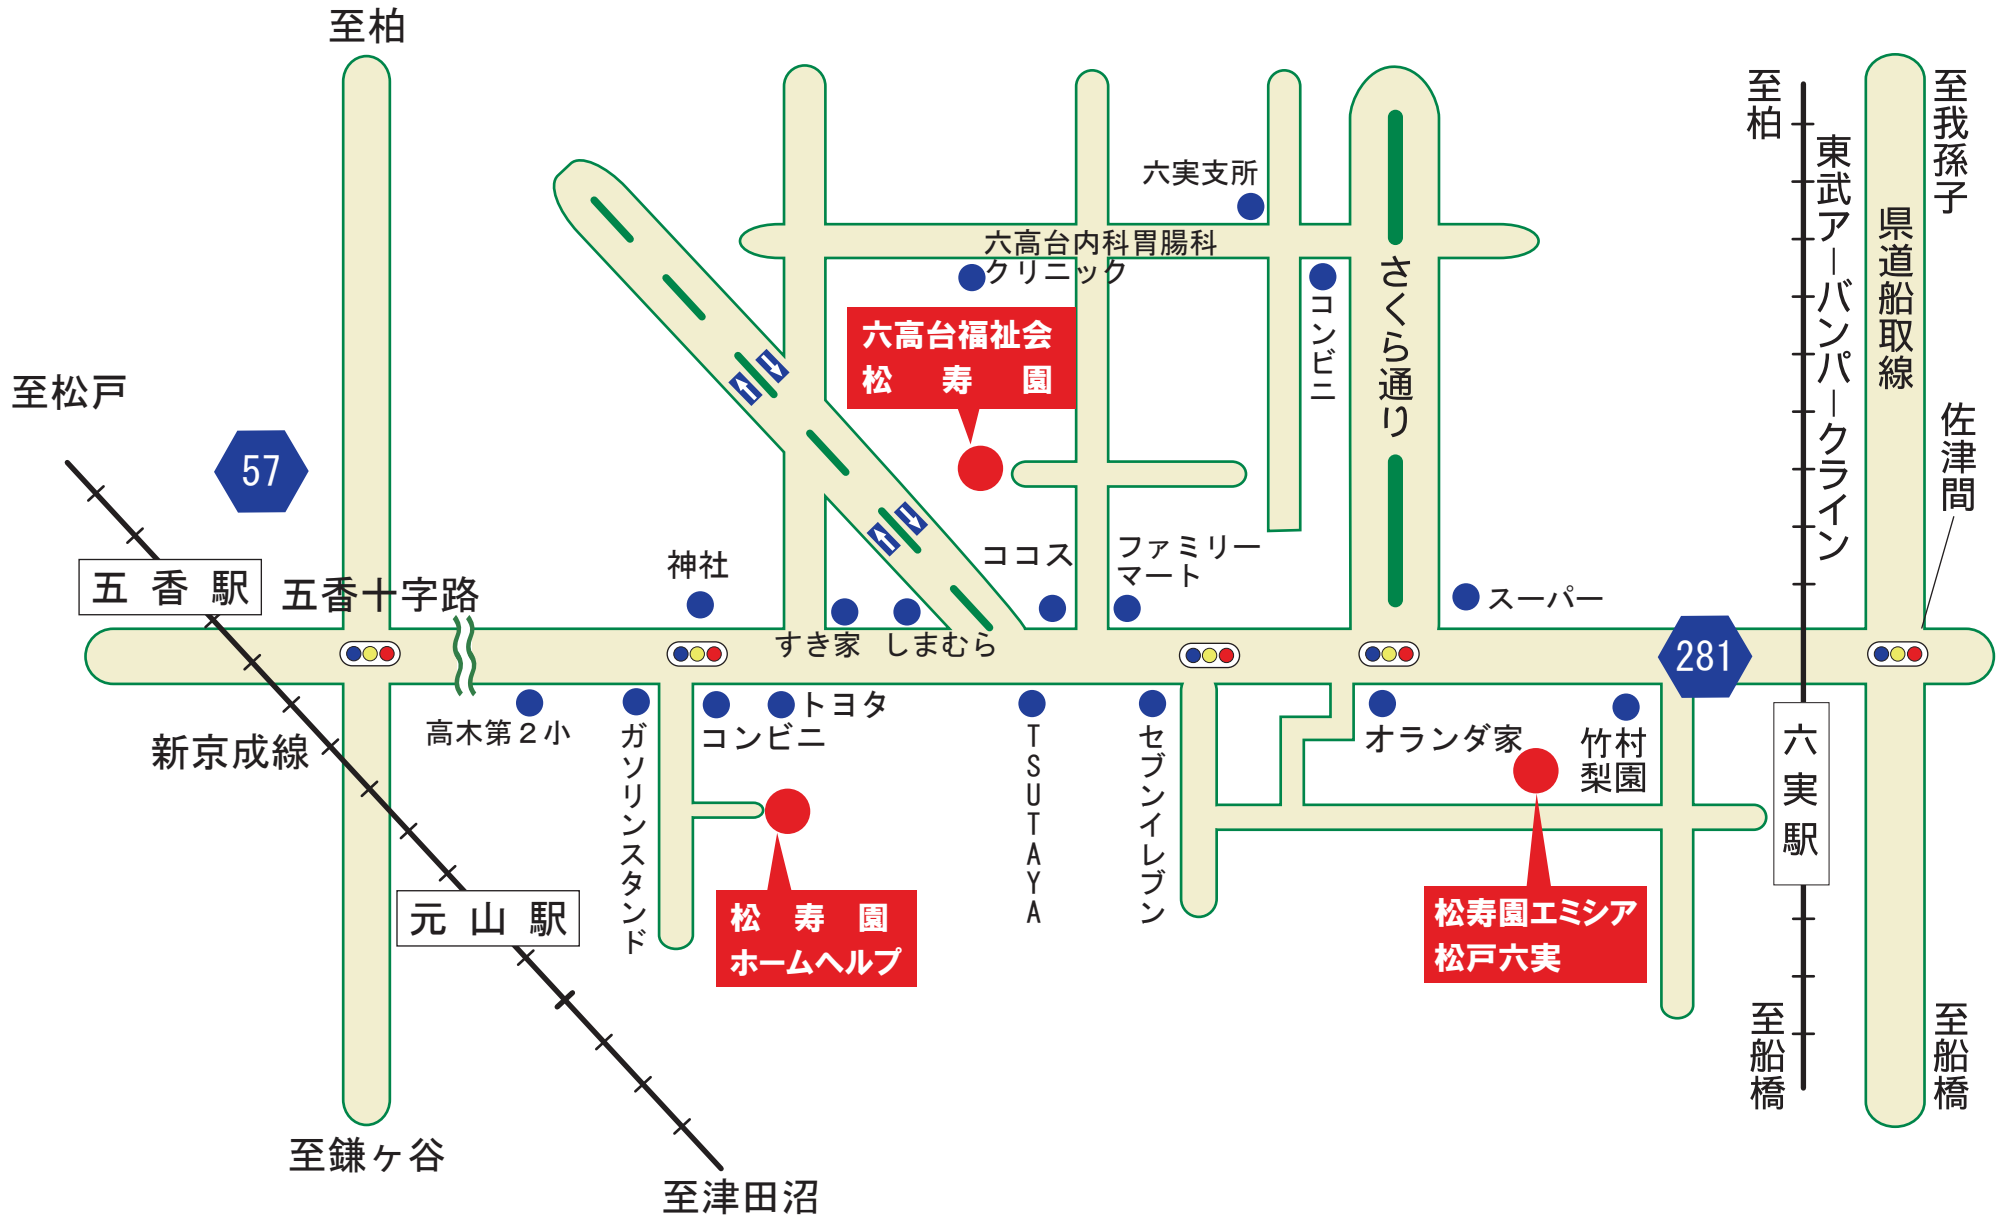 至柏
至柏
東武アーバンパークライン
至我孫子
県道船取線
六実支所
六高台内科胃腸科
クリニック
さくら通り
コンビニ
六高台福祉会
松寿園
至松戸
57
佐津間
神社
ココス
ファミリー
マート
五香駅
五香十字路
スーパー
すき家
しまむら
281
高木第2小
ガソリンスタンド
コンビニ
トヨタ
TSUTAYA
セブンイレブン
オランダ家
竹村
梨園
六実駅
新京成線
元山駅
松寿園
ホームヘルプ
松寿園エミシア
松戸六実
至船橋
至船橋
至鎌ヶ谷
至津田沼